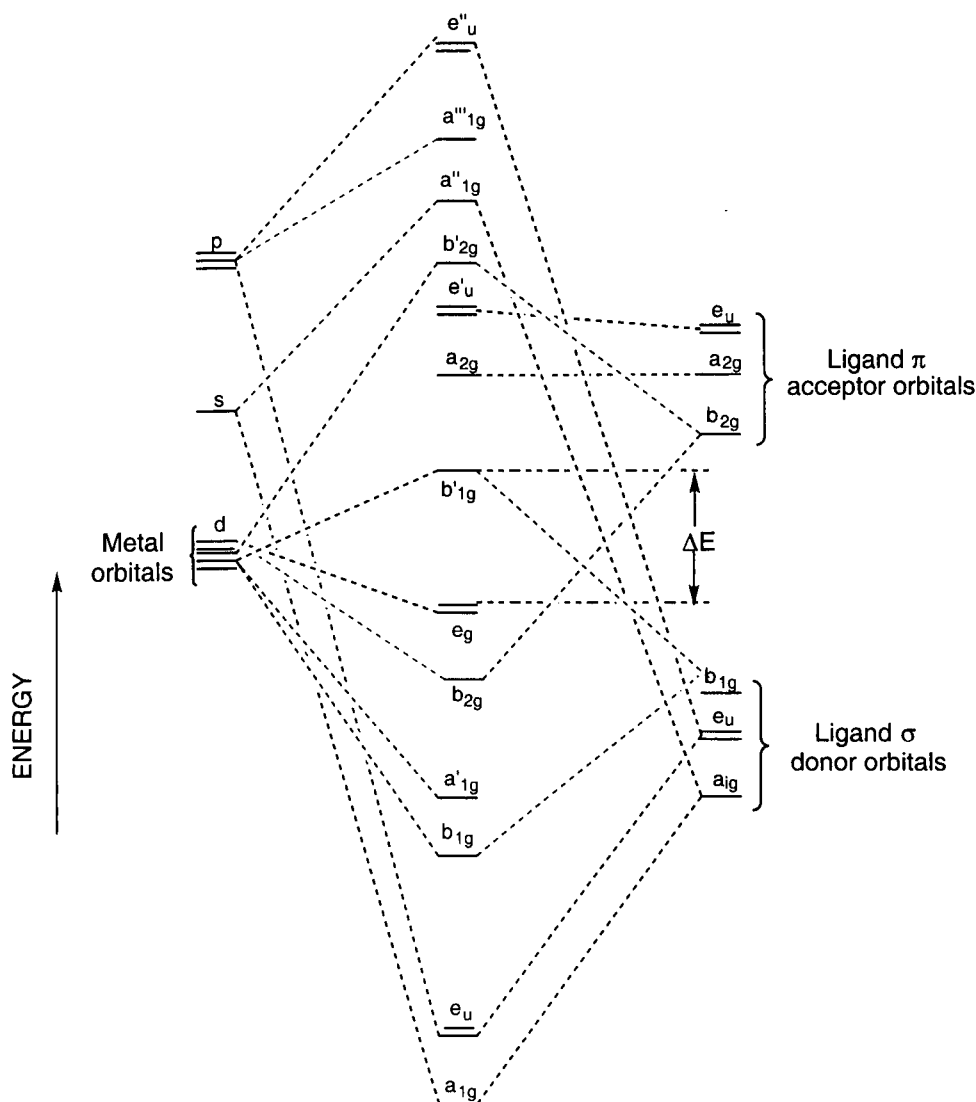 e"u
a'''1g
a"1g
p
b'2g
e'u
eu
a2g
a2g
Ligand π
acceptor orbitals
s
b2g
b'1g
d
Metal
orbitals
ΔE
eg
b2g
b1g
eu
Ligand σ
donor orbitals
a'1g
aig
b1g
ENERGY
eu
a1g